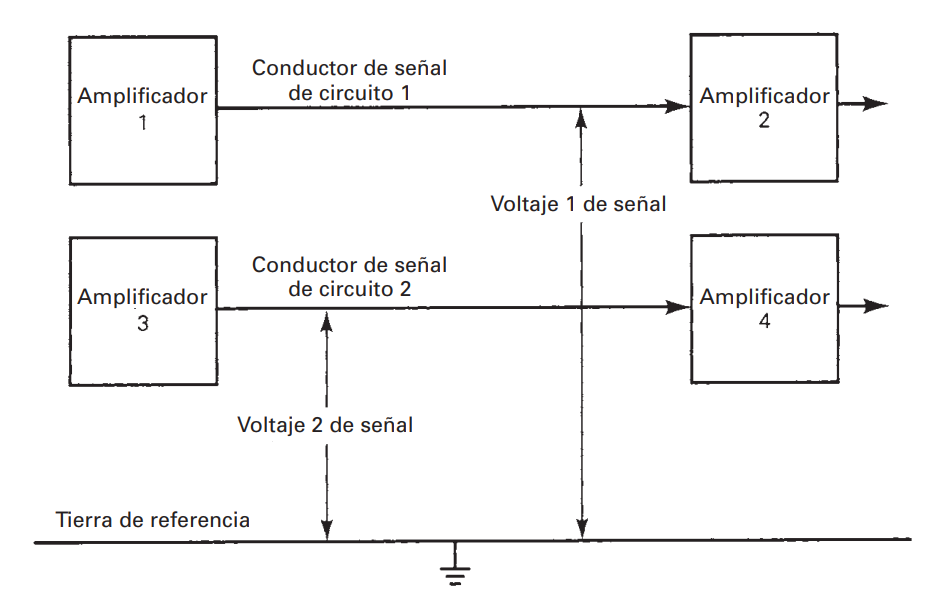 Conductor de señal
de circuito 1
Amplificador
1
Amplificador
2
Voltaje 1 de señal
Conductor de señal
de circuito 2
Amplificador
3
Amplificador
4
Voltaje 2 de señal
Tierra de referencia